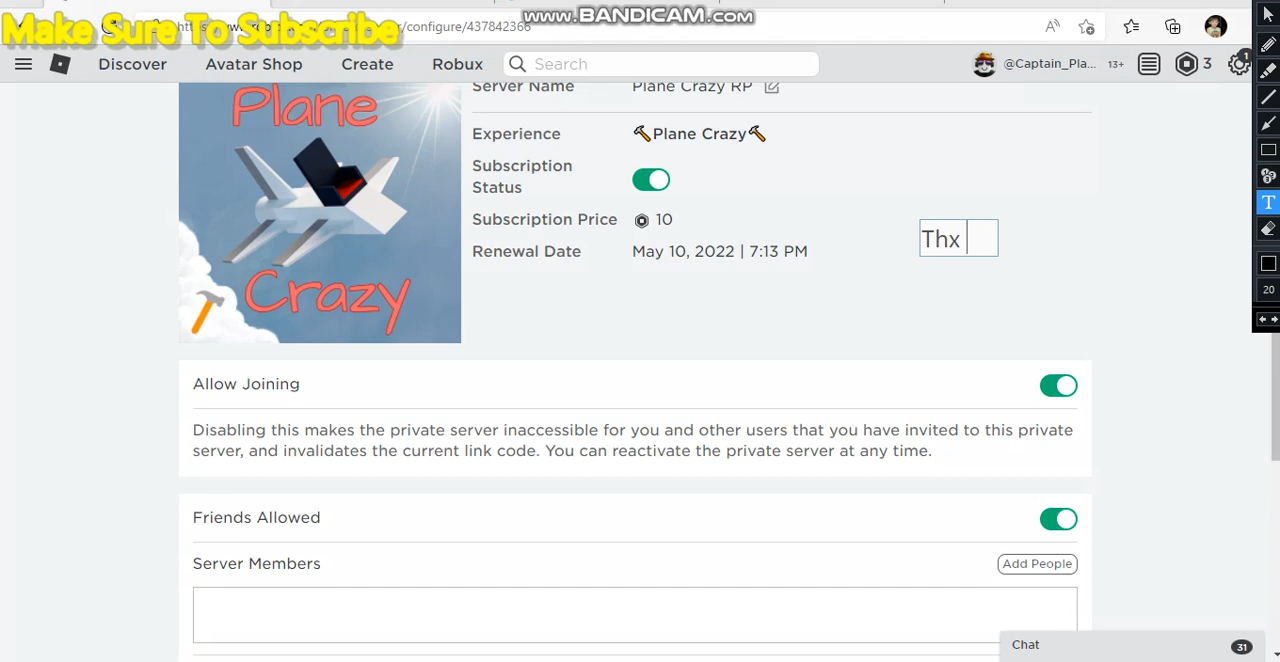 www.BANDICAM.com
Make Sure To Subscribe
r/configure/437842366
Discover
Avatar Shop
Create
Robux
Search
@Captain_Pla...
13+
3
1
Plane
Crazy
Server Name
Plane Crazy RP
Experience
🔨Plane Crazy🔨
Subscription
Status
Subscription Price
10
Renewal Date
May 10, 2022 | 7:13 PM
Thx
T
20
Allow Joining
Disabling this makes the private server inaccessible for you and other users that you have invited to this private
server, and invalidates the current link code. You can reactivate the private server at any time.
Friends Allowed
Server Members
Add People
Chat
31